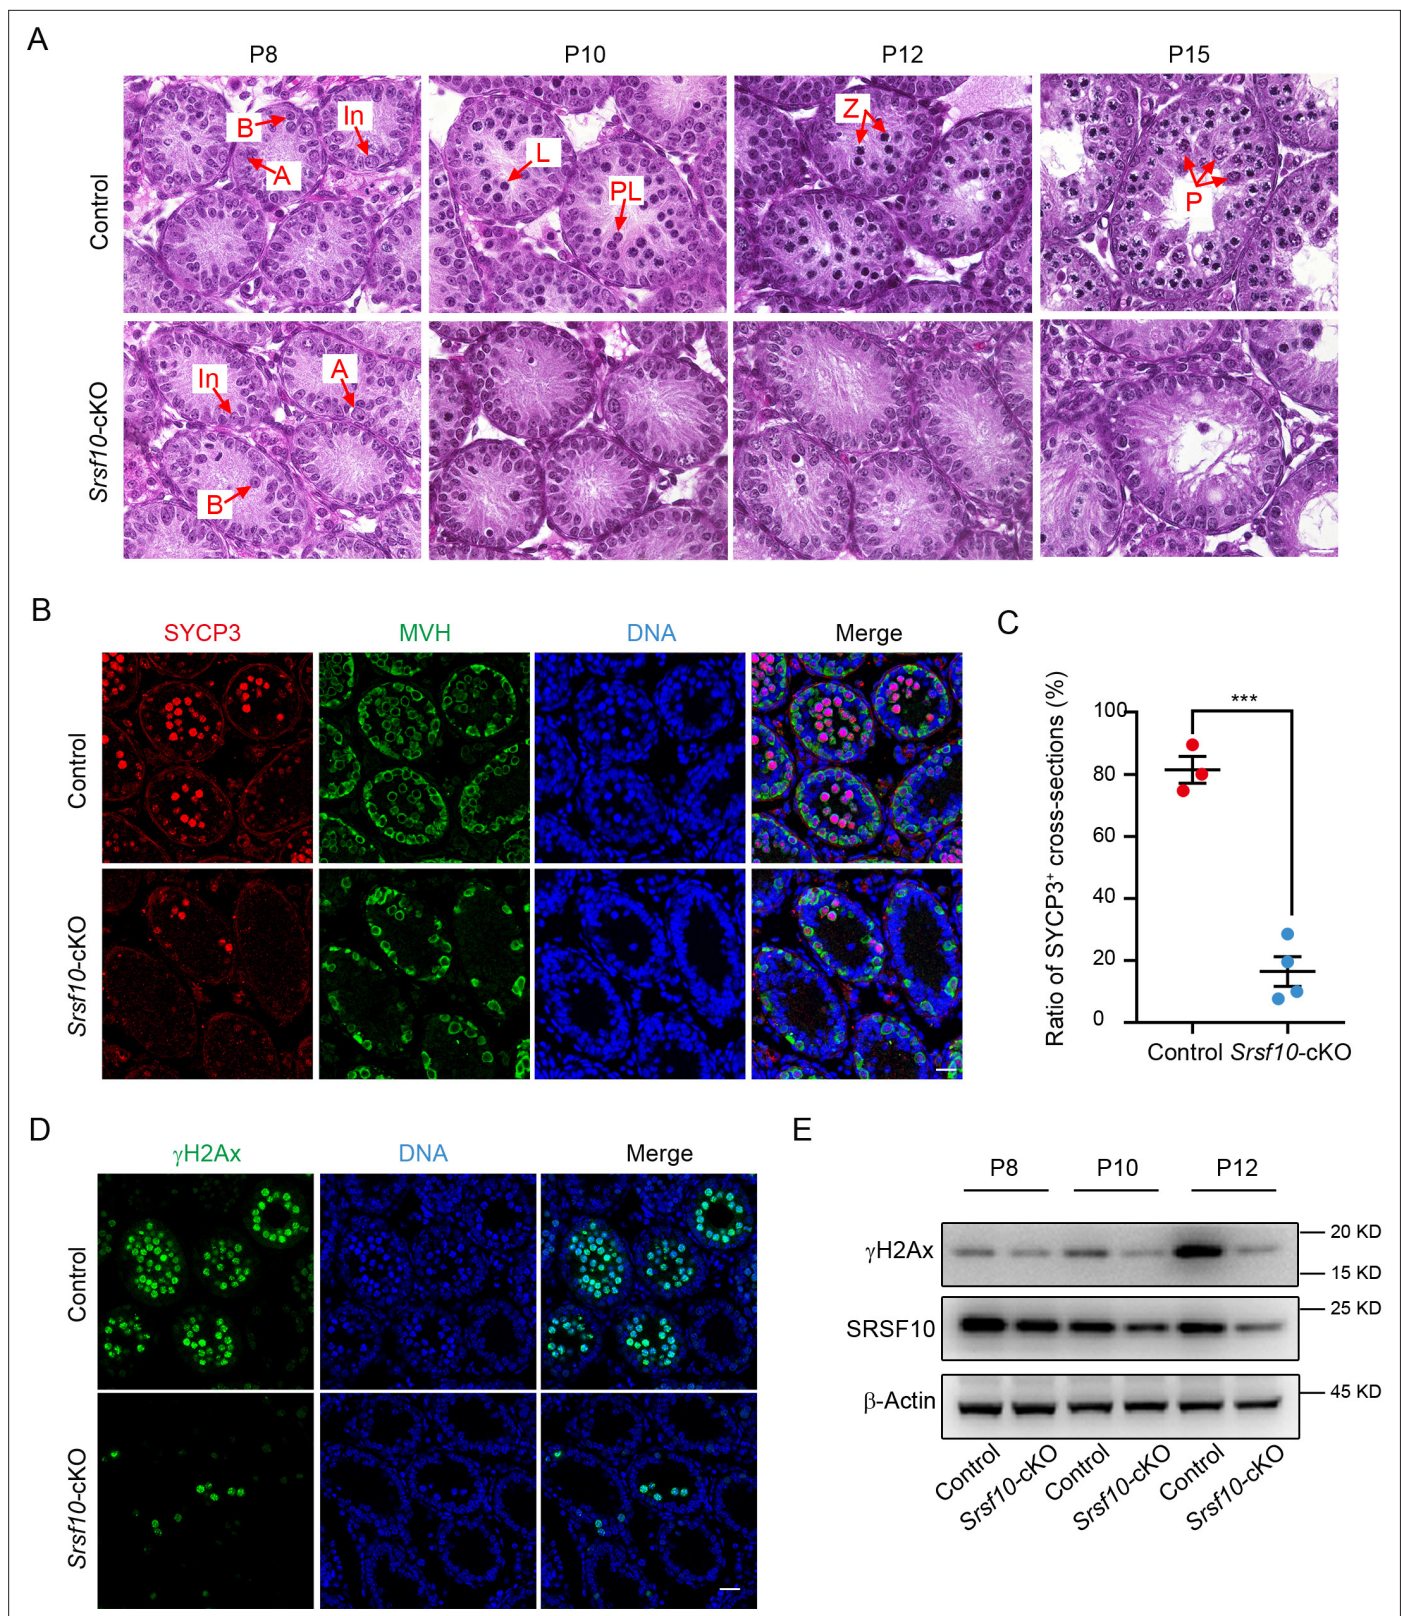 A
P8 P10 P12 P15
Control
B In A L PL Z P
Srsf10-cKO
In A B
B
SYCP3 MVH DNA Merge
Control
Srsf10-cKO
C
Ratio of SYCP3+ cross-sections (%)
***
100
80
60
40
20
0
Control Srsf10-cKO
D
γH2Ax DNA Merge
Control
Srsf10-cKO
E
P8 P10 P12
γH2Ax
20 KD
15 KD
SRSF10
25 KD
β-Actin
45 KD
Control Srsf10-cKO Control Srsf10-cKO Control Srsf10-cKO